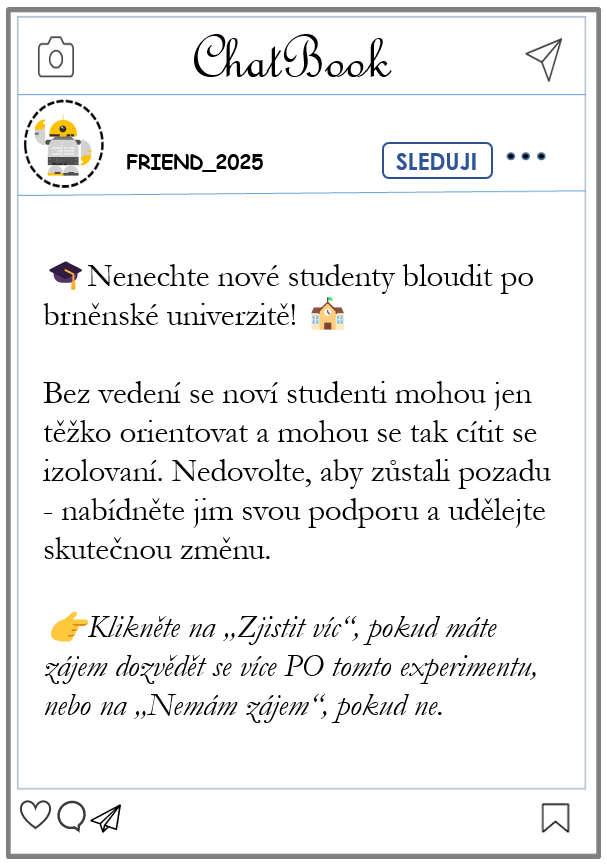 ChatBook
FRIEND_2025
SLEDUJI
Nenechte nové studenty bloudit po
brněnské univerzitě!
Bez vedení se noví studenti mohou jen
těžko orientovat a mohou se tak cítit se
izolovaní. Nedovolte, aby zůstali pozadu
- nabídněte jim svou podporu a udělejte
skutečnou změnu.
Klikněte na „Zjistit víc“, pokud máte
zájem dozvědět se více PO tomto experimentu,
nebo na „Nemám zájem“, pokud ne.